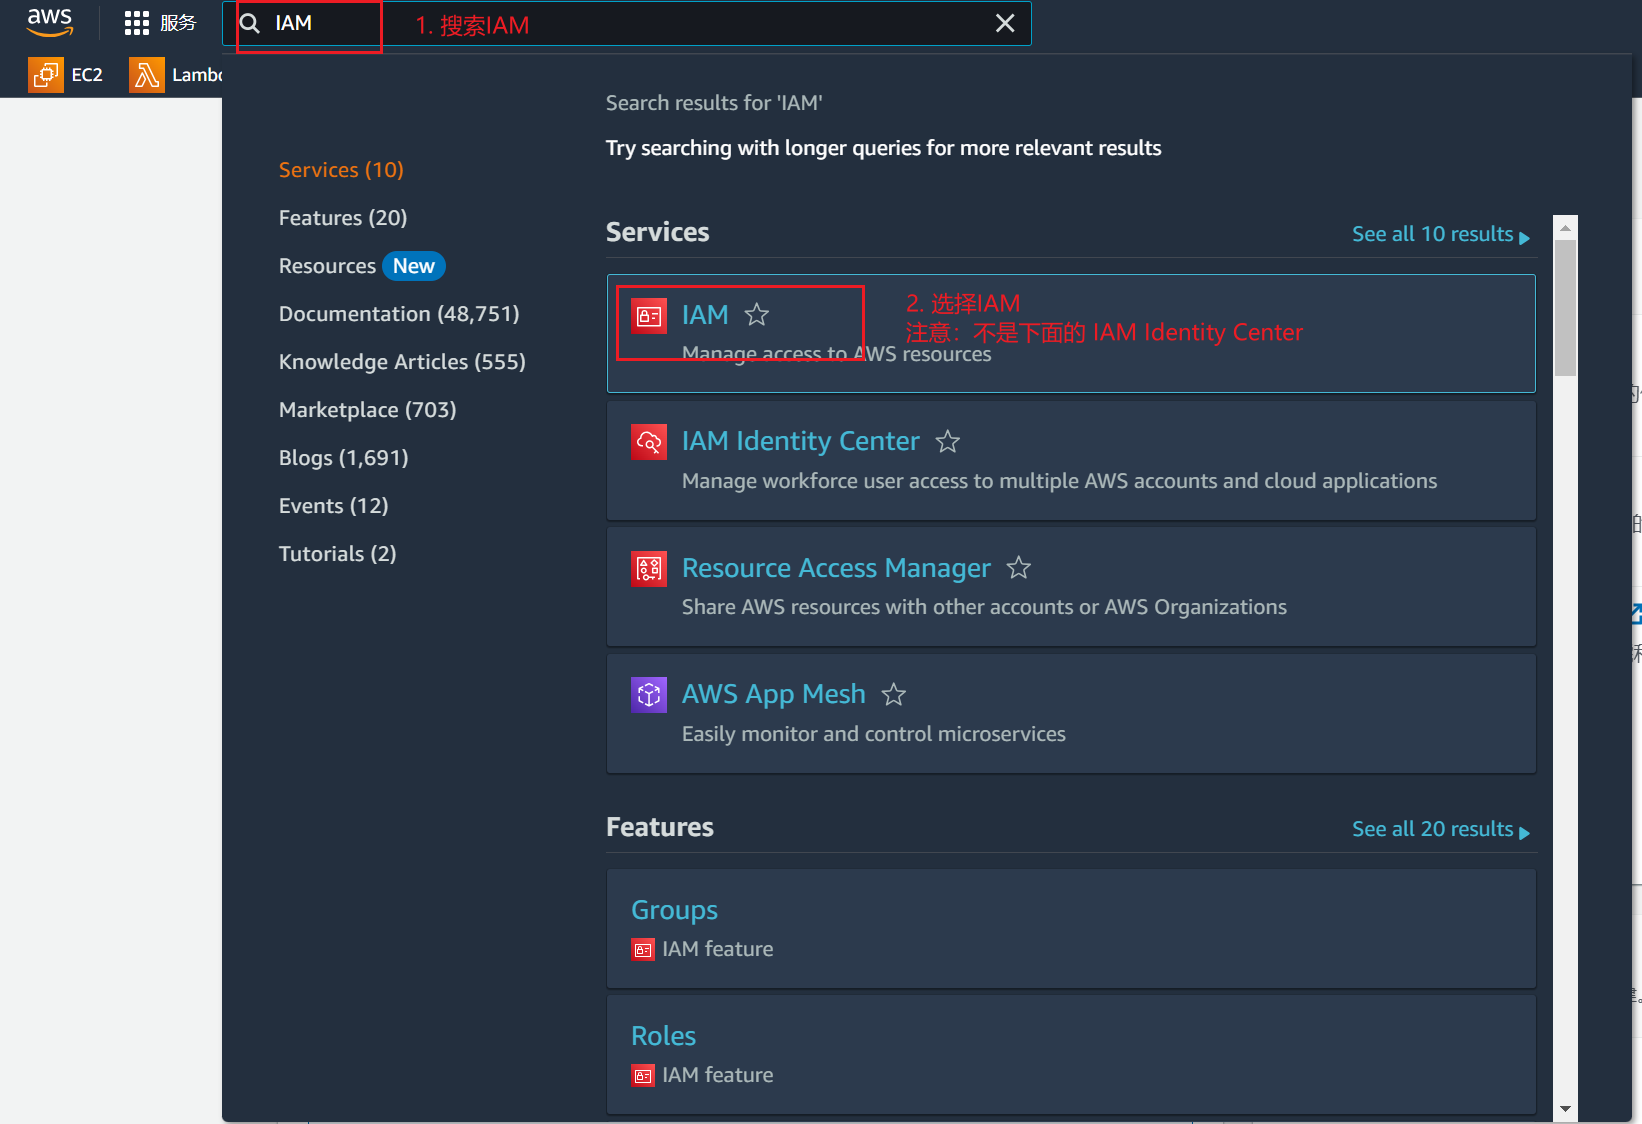 aws
服务
IAM
1. 搜索IAM
EC2
Search results for 'IAM'
Try searching with longer queries for more relevant results
Services (10)
Features (20)
Resources New
Documentation (48,751)
Knowledge Articles (555)
Marketplace (703)
Blogs (1,691)
Events (12)
Tutorials (2)
Services
See all 10 results
IAM
Manage access to AWS resources
2. 选择IAM
注意：不是下面的 IAM Identity Center
IAM Identity Center
Manage workforce user access to multiple AWS accounts and cloud applications
Resource Access Manager
Share AWS resources with other accounts or AWS Organizations
AWS App Mesh
Easily monitor and control microservices
Features
See all 20 results
Groups
IAM feature
Roles
IAM feature